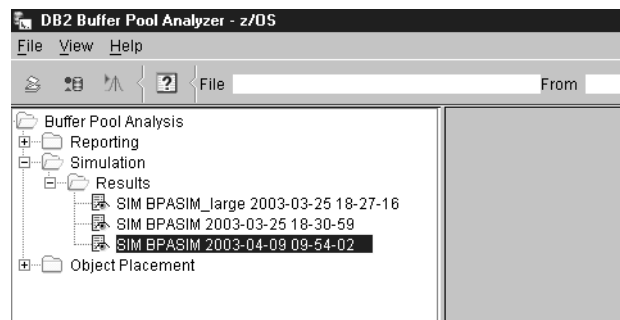 DB2 Buffer Pool Analyzer - z/OS
File View Help
File From
Buffer Pool Analysis
Reporting
Simulation
Results
SIM BPASIM_large 2003-03-25 18-27-16
SIM BPASIM 2003-03-25 18-30-59
SIM BPASIM 2003-04-09 09-54-02
Object Placement